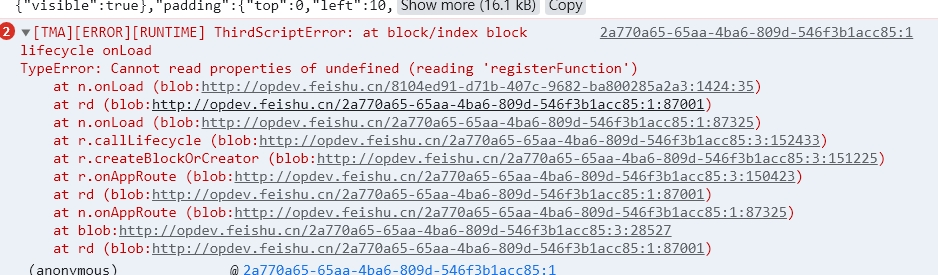 {"visible":true},"padding":{"top":0,"left":10, Show more (16.1 kB) Copy
2 ▼[TMA][ERROR][RUNTIME] ThirdScriptError: at block/index block 2a770a65-65aa-4ba6-809d-546f3b1acc85:1
lifecycle onLoad
TypeError: Cannot read properties of undefined (reading 'registerFunction')
at n.onLoad (blob:http://opdev.feishu.cn/8104ed91-d71b-407c-9682-ba800285a2a3:1424:35)
at rd (blob:http://opdev.feishu.cn/2a770a65-65aa-4ba6-809d-546f3b1acc85:1:87001)
at n.onLoad (blob:http://opdev.feishu.cn/2a770a65-65aa-4ba6-809d-546f3b1acc85:1:87325)
at r.callLifecycle (blob:http://opdev.feishu.cn/2a770a65-65aa-4ba6-809d-546f3b1acc85:3:152433)
at r.createBlockOrCreator (blob:http://opdev.feishu.cn/2a770a65-65aa-4ba6-809d-546f3b1acc85:3:151225)
at r.onAppRoute (blob:http://opdev.feishu.cn/2a770a65-65aa-4ba6-809d-546f3b1acc85:3:150423)
at rd (blob:http://opdev.feishu.cn/2a770a65-65aa-4ba6-809d-546f3b1acc85:1:87001)
at n.onAppRoute (blob:http://opdev.feishu.cn/2a770a65-65aa-4ba6-809d-546f3b1acc85:1:87325)
at blob:http://opdev.feishu.cn/2a770a65-65aa-4ba6-809d-546f3b1acc85:3:28527
at rd (blob:http://opdev.feishu.cn/2a770a65-65aa-4ba6-809d-546f3b1acc85:1:87001)
(anonymous) @ 2a770a65-65aa-4ba6-809d-546f3b1acc85:1